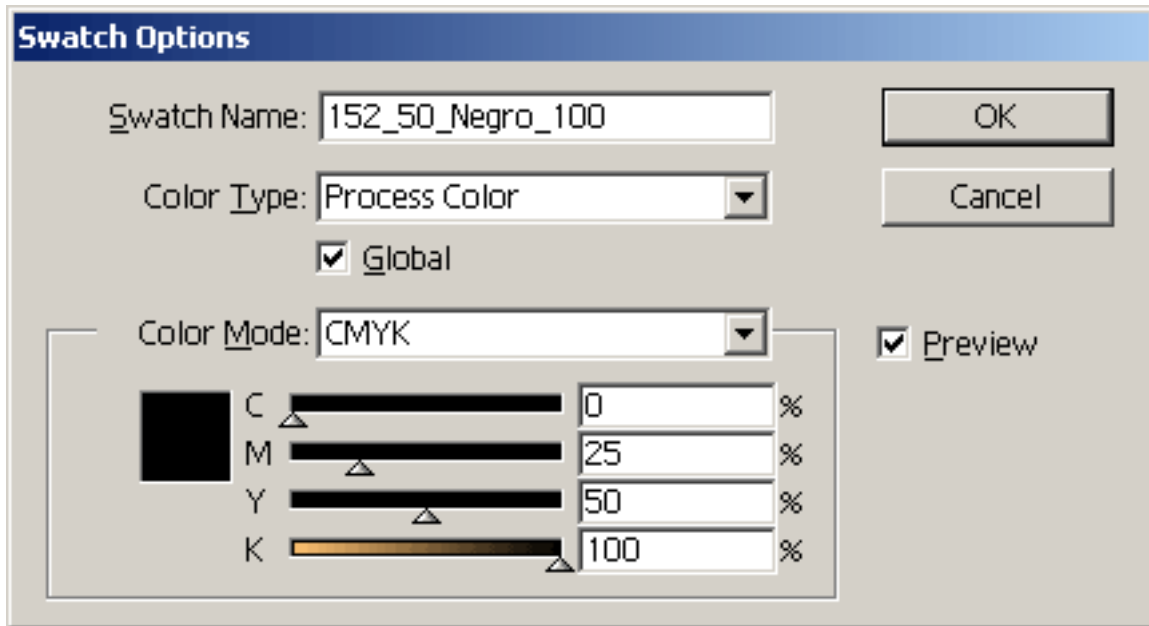 Swatch Options
Swatch Name: 152_50_Negro_100 OK
Color Type: Process Color Cancel
Global
Color Mode: CMYK Preview
C 0 %
M 25 %
Y 50 %
K 100 %